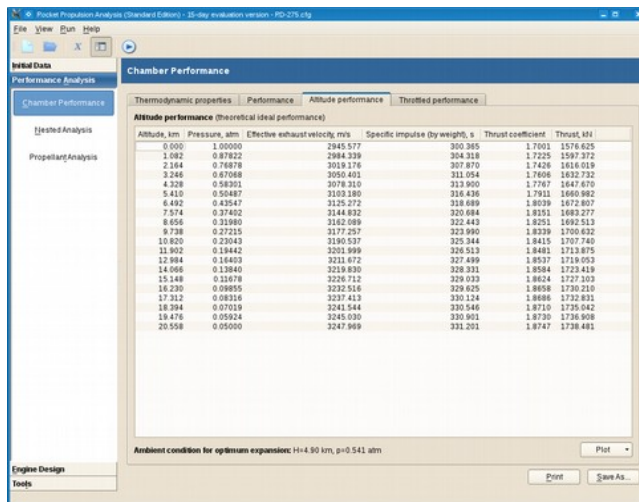 Pocket Propulsion Analysis (Standard Edition) - 15-day evaluation version - RD-275.cfg
File View Run Help
Initial Data
Performance Analysis
Chamber Performance
Nested Analysis
Propellant Analysis
Engine Design
Tools
Chamber Performance
Thermodynamic properties Performance Altitude performance Throttled performance
Altitude performance (theoretical ideal performance)
Altitude, km Pressure, atm Effective exhaust velocity, m/s Specific impulse (by weight), s Thrust coefficient Thrust, kN
0.000 1.00000 2945.577 300.365 1.7001 1576.625
1.082 0.87822 2984.339 304.318 1.7225 1597.372
2.164 0.76878 3019.176 307.870 1.7426 1616.019
3.246 0.67068 3050.401 311.054 1.7606 1632.732
4.328 0.58301 3078.310 313.900 1.7767 1647.670
5.410 0.50487 3103.180 316.436 1.7911 1660.982
6.492 0.43547 3125.272 318.689 1.8039 1672.807
7.574 0.37402 3144.832 320.684 1.8151 1683.277
8.656 0.31980 3162.089 322.443 1.8251 1692.513
9.738 0.27215 3177.257 323.990 1.8339 1700.632
10.820 0.23043 3190.537 325.344 1.8415 1707.740
11.902 0.19442 3201.999 326.513 1.8481 1713.875
12.984 0.16403 3211.672 327.499 1.8537 1719.053
14.066 0.13840 3219.830 328.331 1.8584 1723.419
15.148 0.11678 3226.712 329.033 1.8624 1727.103
16.230 0.09855 3232.516 329.625 1.8658 1730.210
17.312 0.08316 3237.413 330.124 1.8686 1732.831
18.394 0.07019 3241.544 330.546 1.8710 1735.042
19.476 0.05924 3245.030 330.901 1.8730 1736.908
20.558 0.05000 3247.969 331.201 1.8747 1738.481
Ambient condition for optimum expansion: H=4.90 km, p=0.541 atm
Plot
Print Save As...